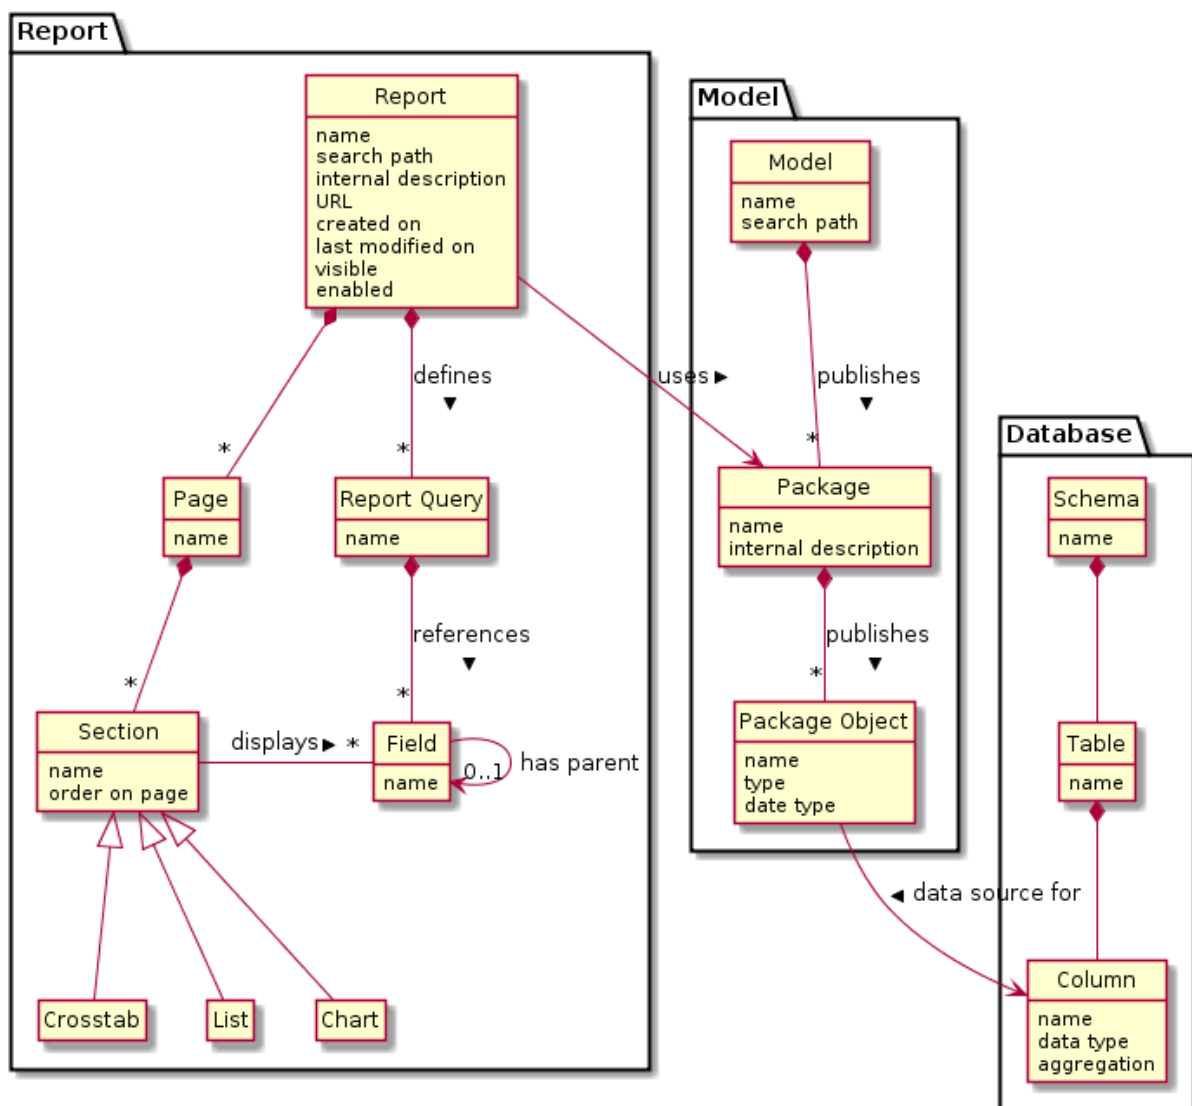 Report
Report
name
search path
internal description
URL
created on
last modified on
visible
enabled
defines
▼
*
*
Page
name
Report Query
name
references
▼
*
*
Section
name
order on page
displays► *
Field
name
0..1
has parent
Crosstab
List
Chart
uses►
Model
Model
name
search path
publishes
▼
*
Package
name
internal description
publishes
▼
*
Package Object
name
type
date type
◄ data source for
Database
Schema
name
Table
name
Column
name
data type
aggregation